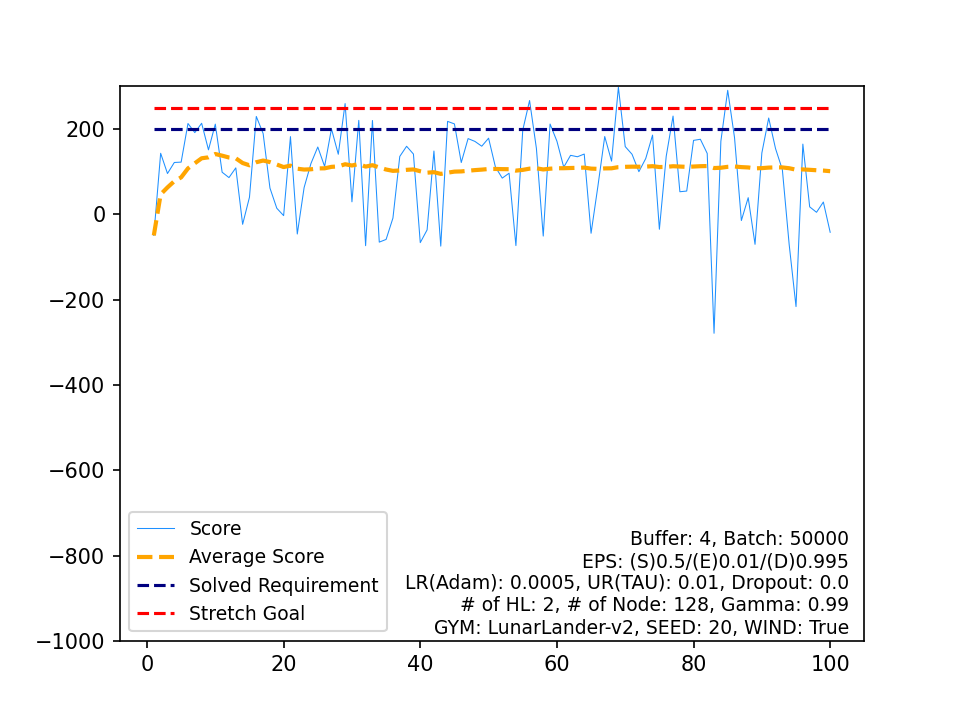 200
0
−200
−400
−600
−800
−1000
0
20
40
60
80
100
Score
Average Score
Solved Requirement
Stretch Goal
Buffer: 4, Batch: 50000
EPS: (S)0.5/(E)0.01/(D)0.995
LR(Adam): 0.0005, UR(TAU): 0.01, Dropout: 0.0
# of HL: 2, # of Node: 128, Gamma: 0.99
GYM: LunarLander-v2, SEED: 20, WIND: True